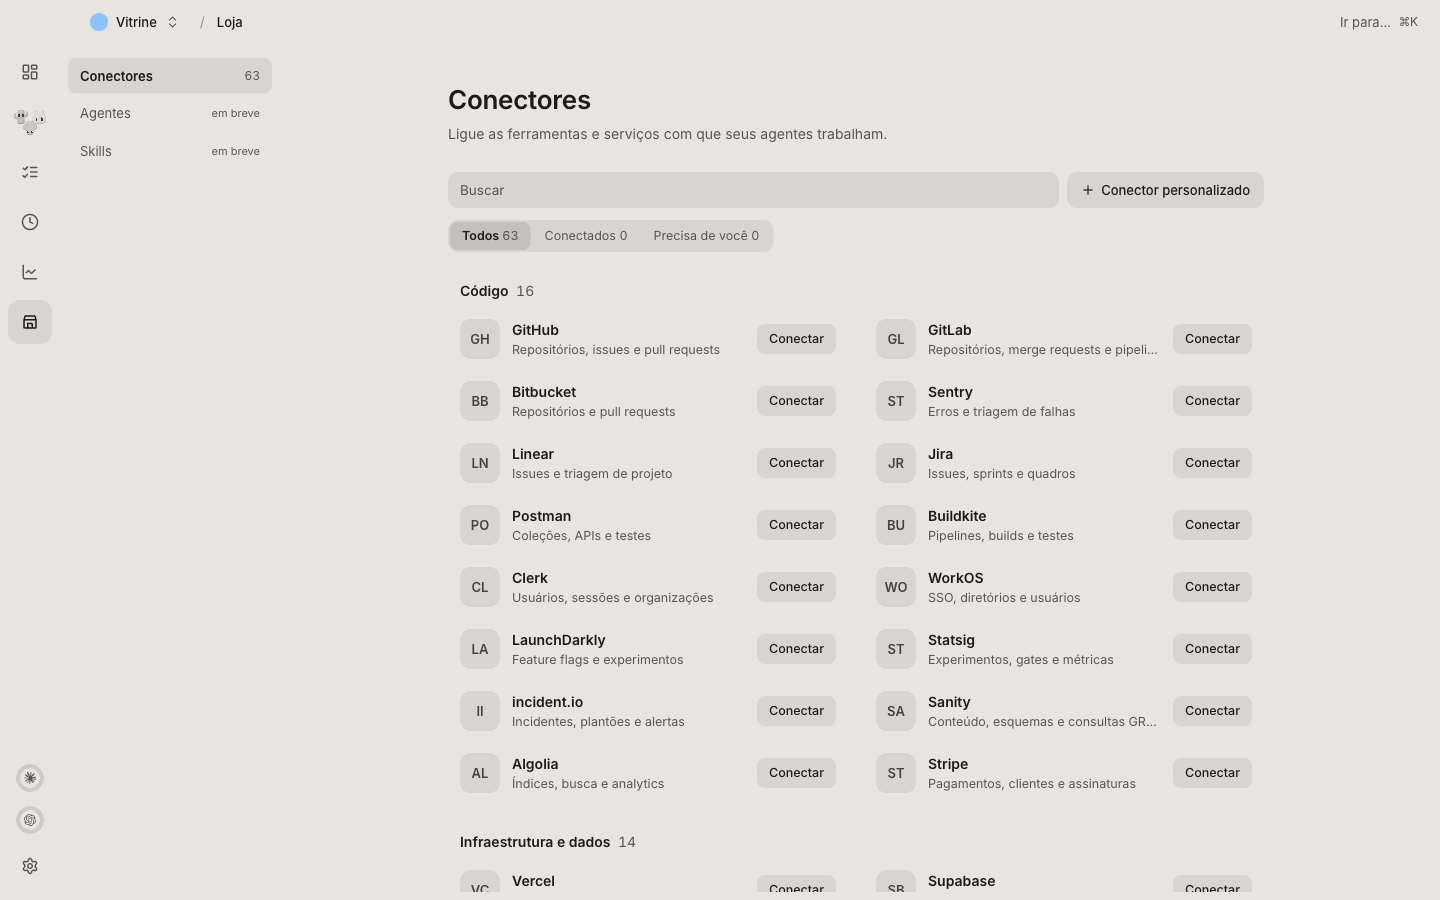 Vitrine / Loja
Ir para... ⌘K
Conectores 63
Agentes em breve
Skills em breve
Conectores
Ligue as ferramentas e serviços com que seus agentes trabalham.
Buscar
+ Conector personalizado
Todos 63 Conectados 0 Precisa de você 0
Código 16
GH GitHub Conectar
Repositórios, issues e pull requests
GL GitLab Conectar
Repositórios, merge requests e pipeli...
BB Bitbucket Conectar
Repositórios e pull requests
ST Sentry Conectar
Erros e triagem de falhas
LN Linear Conectar
Issues e triagem de projeto
JR Jira Conectar
Issues, sprints e quadros
PO Postman Conectar
Coleções, APIs e testes
BU Buildkite Conectar
Pipelines, builds e testes
CL Clerk Conectar
Usuários, sessões e organizações
WO WorkOS Conectar
SSO, diretórios e usuários
LA LaunchDarkly Conectar
Feature flags e experimentos
ST Statsig Conectar
Experimentos, gates e métricas
II incident.io Conectar
Incidentes, plantões e alertas
SA Sanity Conectar
Conteúdo, esquemas e consultas GR...
AL Algolia Conectar
Índices, busca e analytics
ST Stripe Conectar
Pagamentos, clientes e assinaturas
Infraestrutura e dados 14
VC Vercel Conectar
SB Supabase Conectar